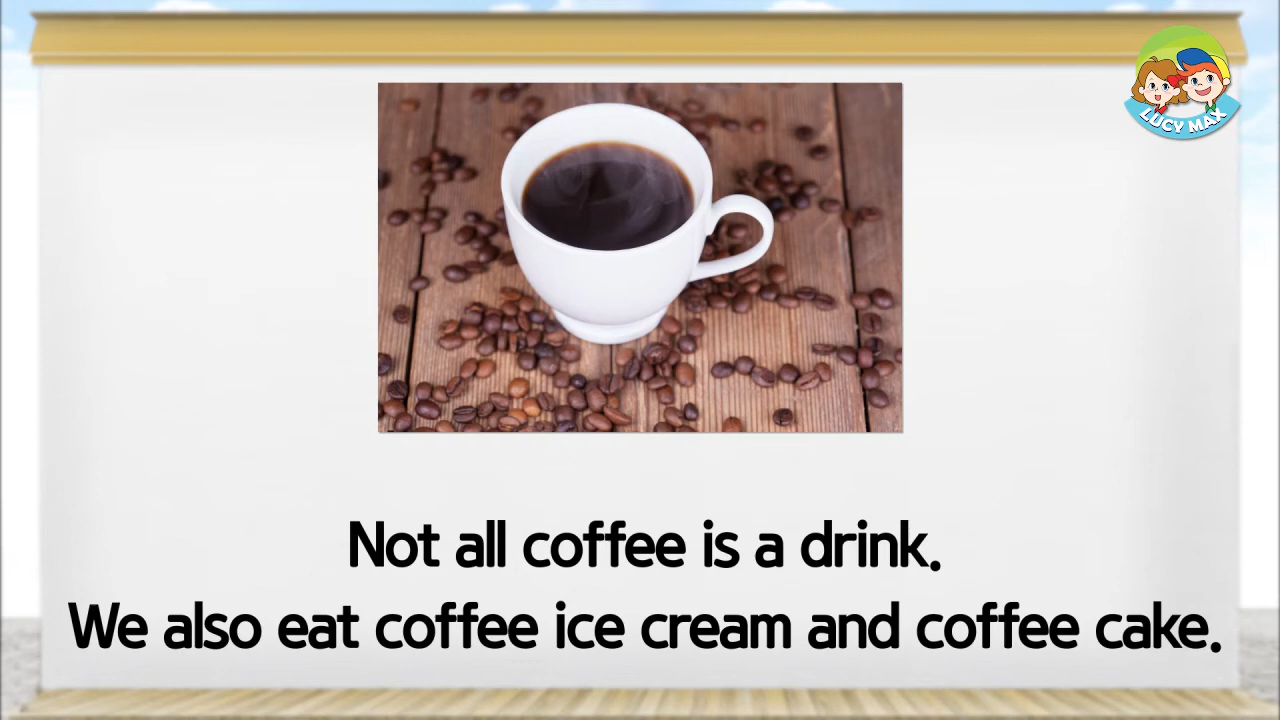 LUCY MAX
Not all coffee is a drink.
We also eat coffee ice cream and coffee cake.